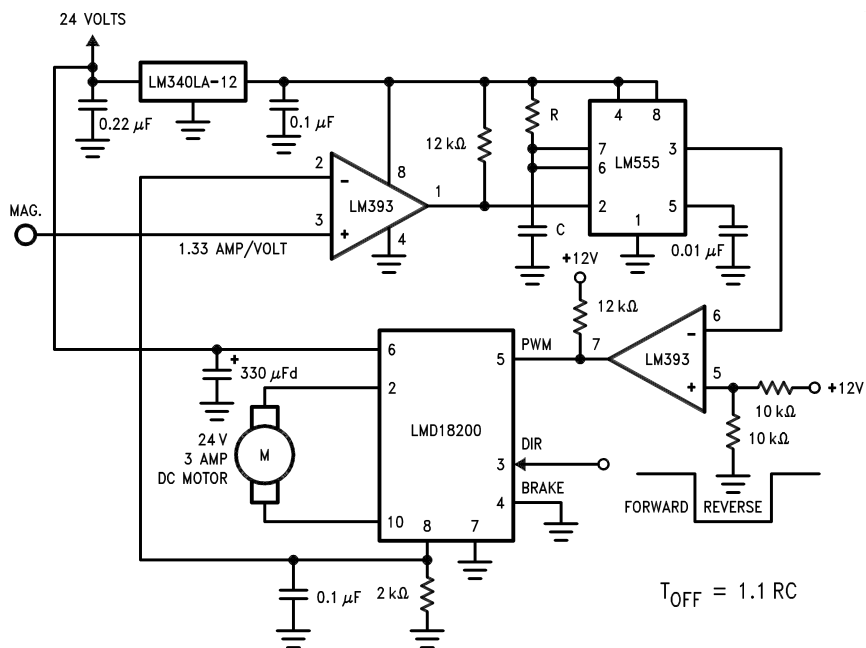 24 VOLTS
LM340LA-12
0.22 μF
0.1 μF
12 kΩ
R
C
4
8
7
6
LM555
3
2
5
1
0.01 μF
MAG.
2
3
-
+
LM393
8
4
1
1.33 AMP/VOLT
+12V
12 kΩ
PWM
7
LM393
6
-
5
+
+12V
10 kΩ
10 kΩ
330 μFd
+
24 V
3 AMP
DC MOTOR
M
6
2
5
LMD18200
DIR
3
BRAKE
4
10
8
7
FORWARD REVERSE
0.1 μF
2 kΩ
TOFF = 1.1 RC